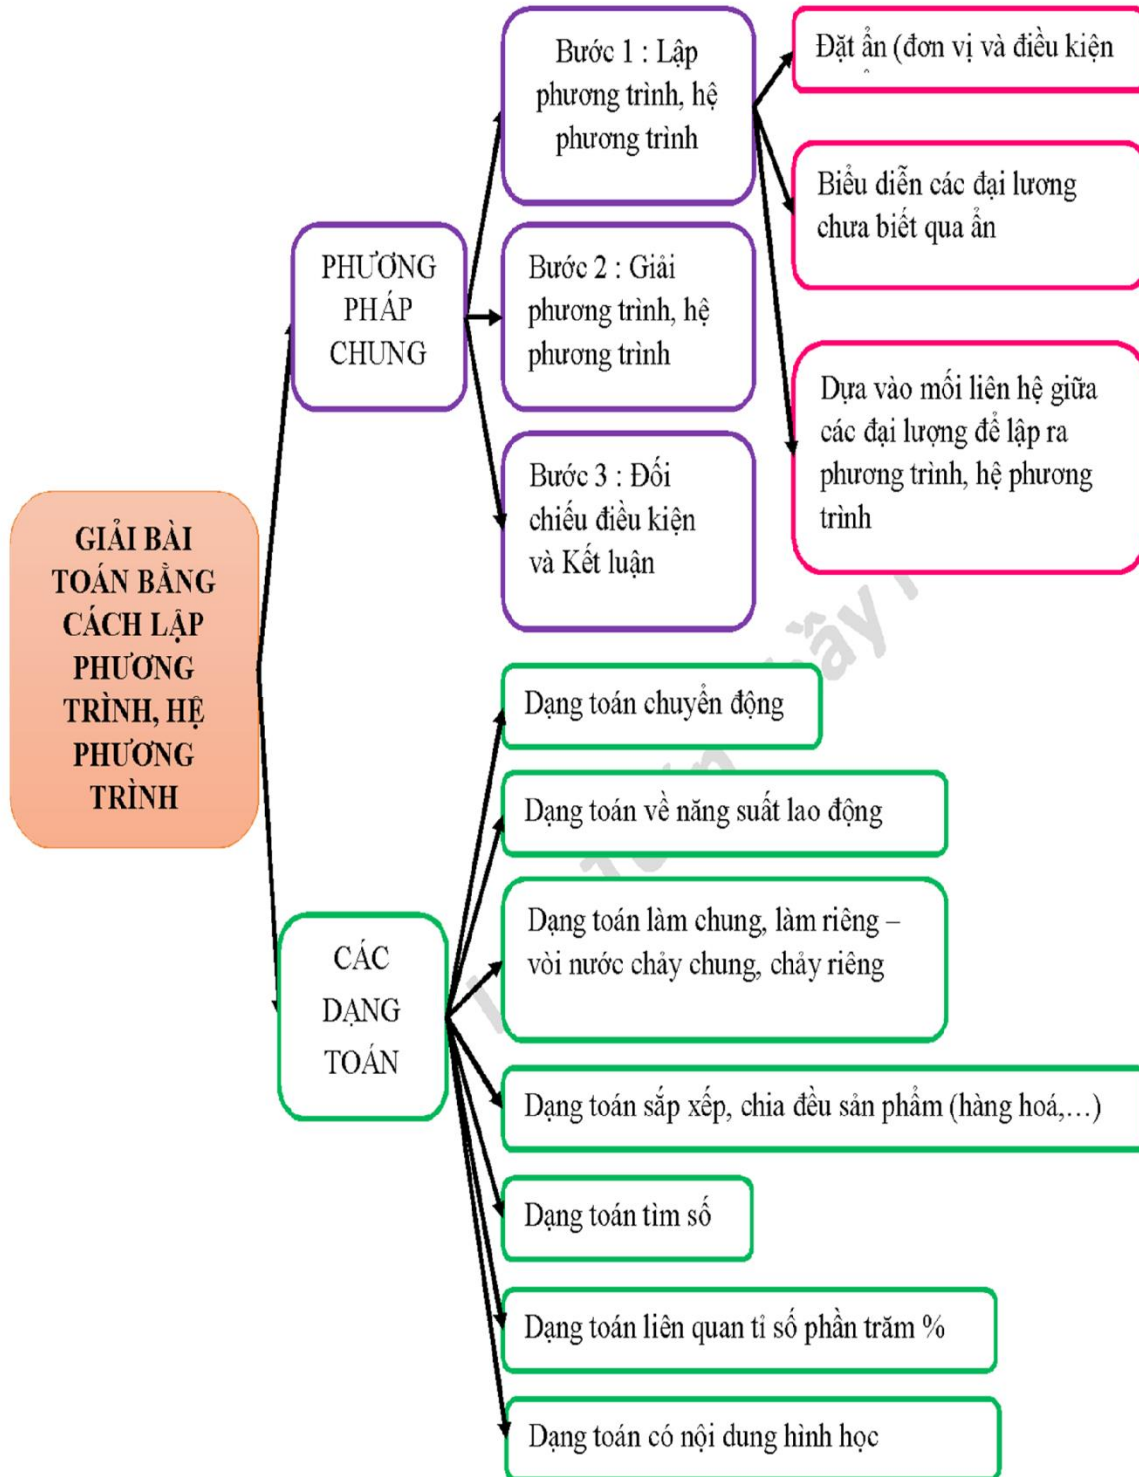 GIẢI BÀI
TOÁN BẰNG
CÁCH LẬP
PHƯƠNG
TRÌNH, HỆ
PHƯƠNG
TRÌNH
PHƯƠNG
PHÁP
CHUNG
Bước 1 : Lập
phương trình, hệ
phương trình
Đặt ẩn (đơn vị và điều kiện
Biểu diễn các đại lương
chưa biết qua ẩn
Dựa vào mối liên hệ giữa
các đại lượng để lập ra
phương trình, hệ phương
trình
Bước 2 : Giải
phương trình, hệ
phương trình
Bước 3 : Đối
chiếu điều kiện
và Kết luận
CÁC
DẠNG
TOÁN
Dạng toán chuyển động
Dạng toán về năng suất lao động
Dạng toán làm chung, làm riêng –
vòi nước chảy chung, chảy riêng
Dạng toán sắp xếp, chia đều sản phẩm (hàng hoá,…)
Dạng toán tìm số
Dạng toán liên quan tỉ số phần trăm %
Dạng toán có nội dung hình học